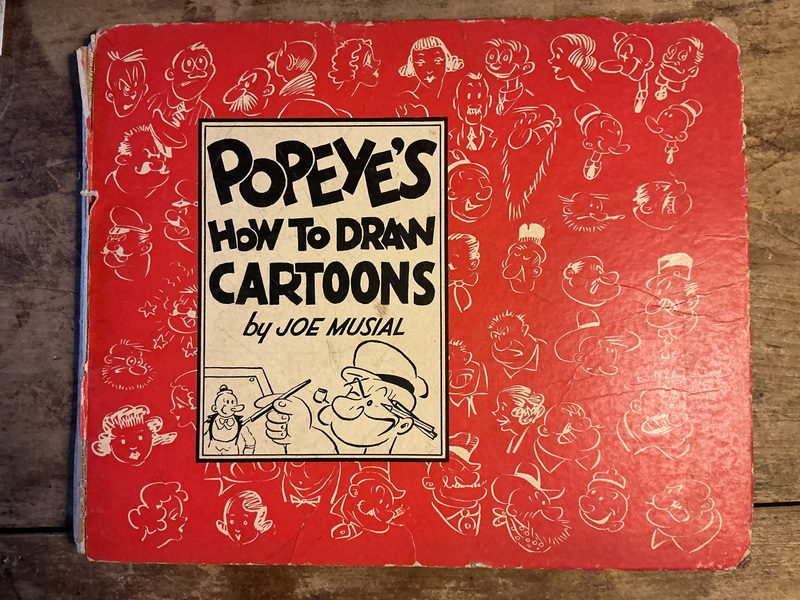 POPEYE'S
HOW TO DRAW
CARTOONS
by JOE MUSIAL